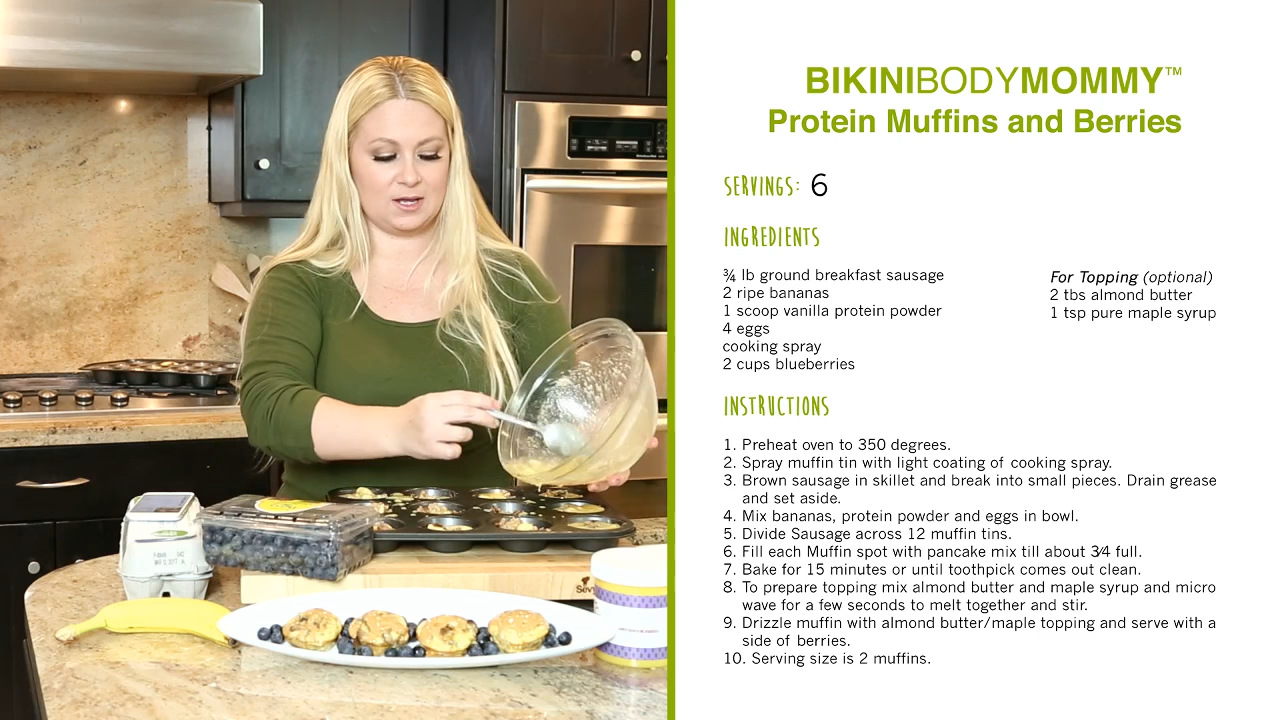 BIKINIBODYMOMMY™
Protein Muffins and Berries
SERVINGS: 6
INGREDIENTS
¾ lb ground breakfast sausage
2 ripe bananas
1 scoop vanilla protein powder
4 eggs
cooking spray
2 cups blueberries
For Topping (optional)
2 tbs almond butter
1 tsp pure maple syrup
INSTRUCTIONS
1. Preheat oven to 350 degrees.
2. Spray muffin tin with light coating of cooking spray.
3. Brown sausage in skillet and break into small pieces. Drain grease
and set aside.
4. Mix bananas, protein powder and eggs in bowl.
5. Divide Sausage across 12 muffin tins.
6. Fill each Muffin spot with pancake mix till about 3⁄4 full.
7. Bake for 15 minutes or until toothpick comes out clean.
8. To prepare topping mix almond butter and maple syrup and micro
wave for a few seconds to melt together and stir.
9. Drizzle muffin with almond butter/maple topping and serve with a
side of berries.
10. Serving size is 2 muffins.